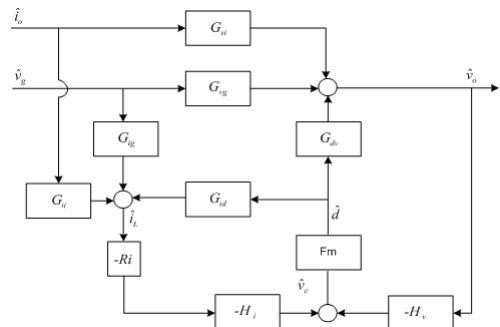 î_o
G_vi
v̂_g
G_vg
v̂_o
G_ig
G_dv
G_ii
G_id
î_L
d̂
-Ri
Fm
v̂_c
-H_i
-H_v